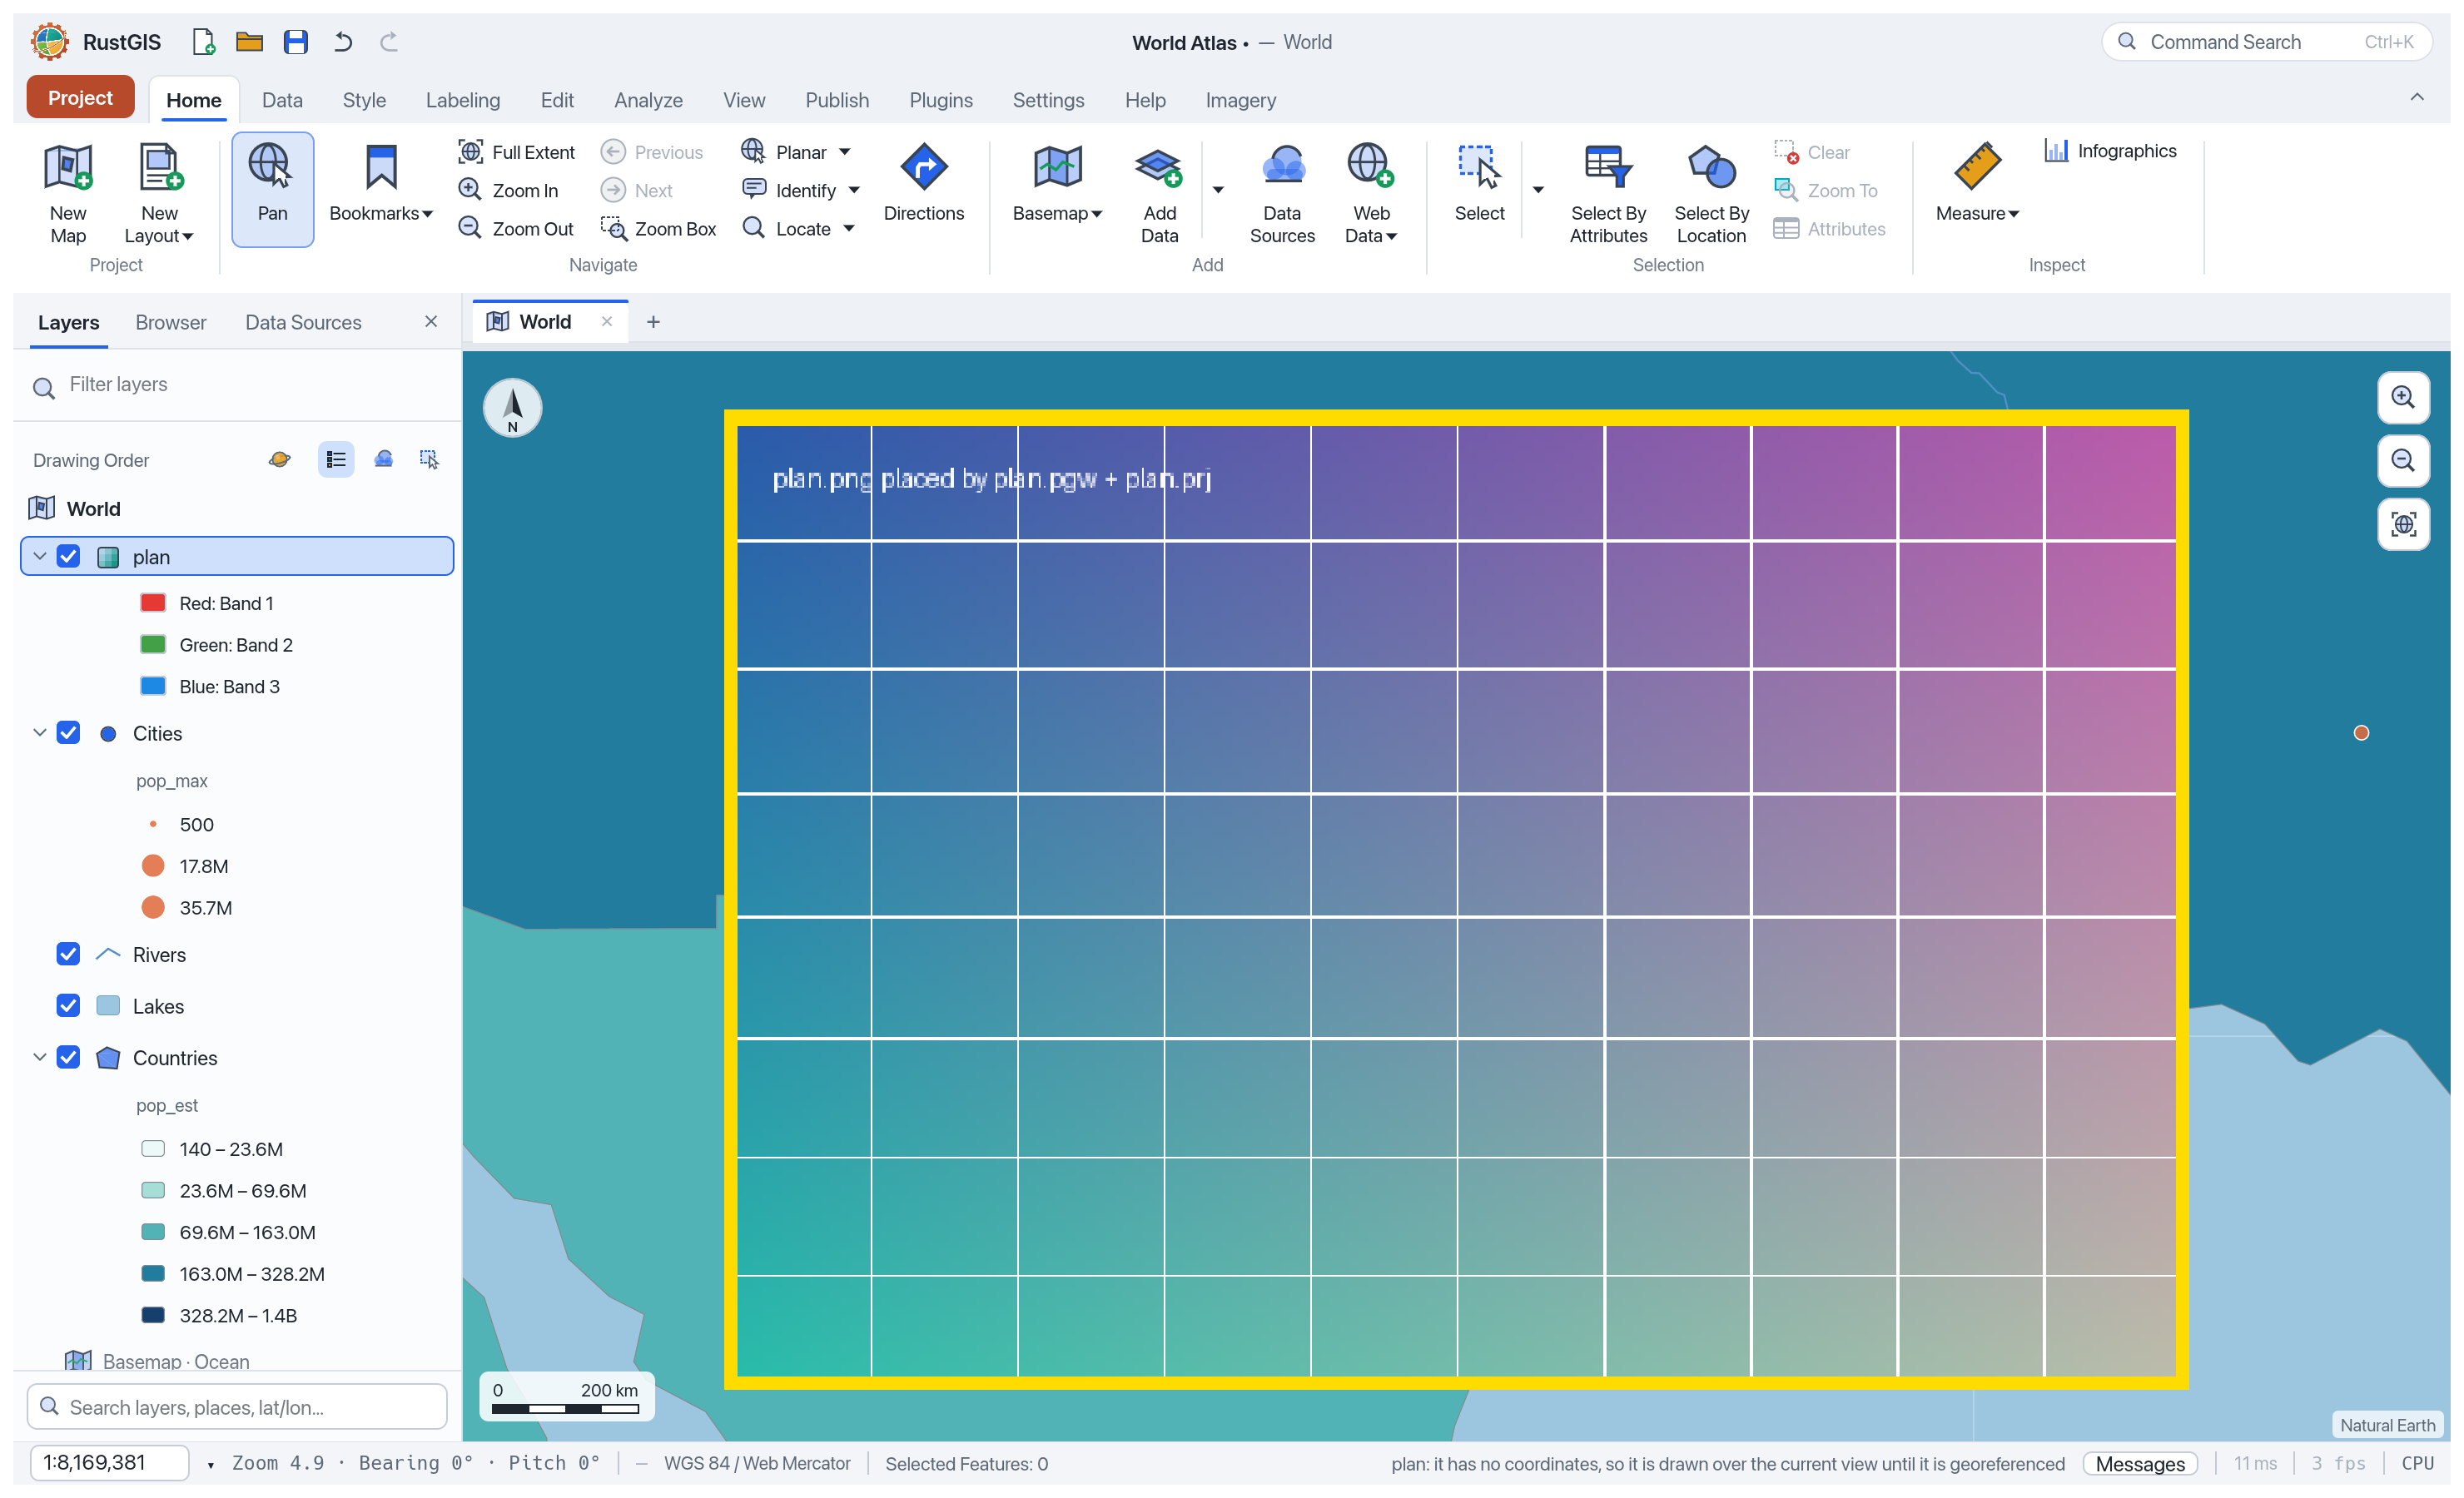 RustGIS
World Atlas • — World
Command Search Ctrl+K
Project Home Data Style Labeling Edit Analyze View Publish Plugins Settings Help Imagery
New Map
New Layout
Project
Pan
Bookmarks
Full Extent
Zoom In
Zoom Out
Previous
Next
Zoom Box
Planar
Identify
Locate
Directions
Navigate
Basemap
Add Data
Data Sources
Web Data
Add
Select
Select By Attributes
Select By Location
Clear
Zoom To
Attributes
Selection
Measure
Infographics
Inspect
Layers Browser Data Sources
World
Filter layers
Drawing Order
World
plan
Red: Band 1
Green: Band 2
Blue: Band 3
Cities
pop_max
500
17.8M
35.7M
Rivers
Lakes
Countries
pop_est
140 – 23.6M
23.6M – 69.6M
69.6M – 163.0M
163.0M – 328.2M
328.2M – 1.4B
Basemap · Ocean
Search layers, places, lat/lon...
N
plan.png placed by plan.pgw + plan.prj
0 200 km
Natural Earth
1:8,169,381 Zoom 4.9 · Bearing 0° · Pitch 0° — WGS 84 / Web Mercator Selected Features: 0 plan: it has no coordinates, so it is drawn over the current view until it is georeferenced Messages 11 ms 3 fps CPU